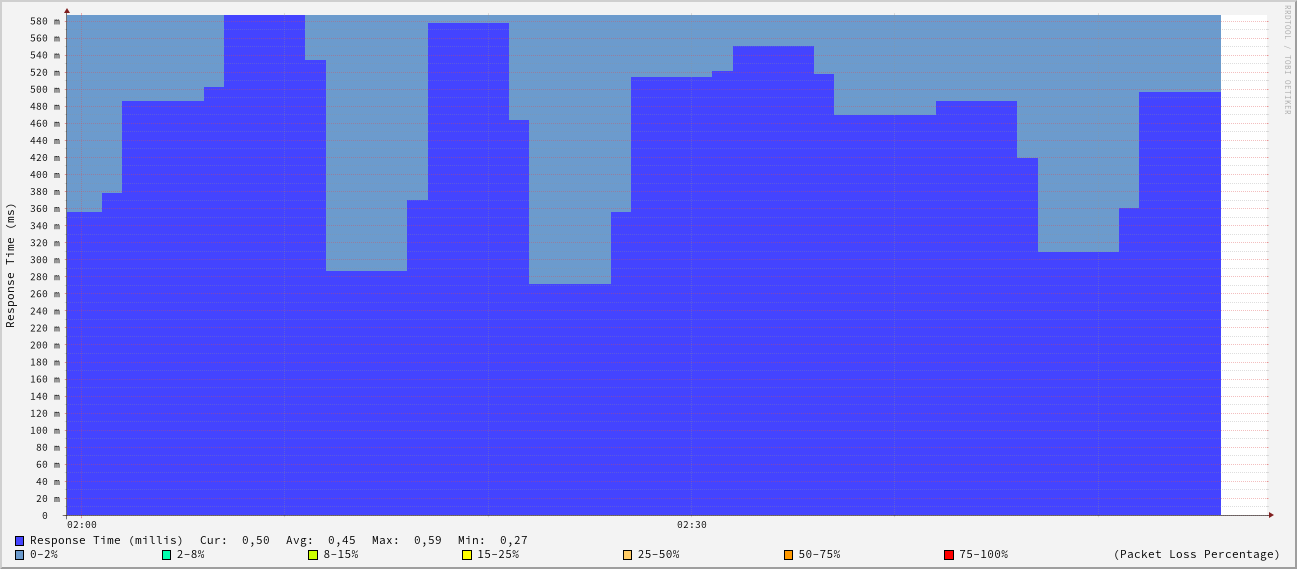 RRDTOOL / TOBI OETIKER
Response Time (ms)
580 m
560 m
540 m
520 m
500 m
480 m
460 m
440 m
420 m
400 m
380 m
360 m
340 m
320 m
300 m
280 m
260 m
240 m
220 m
200 m
180 m
160 m
140 m
120 m
100 m
80 m
60 m
40 m
20 m
0
02:00 02:30
Response Time (millis) Cur: 0,50 Avg: 0,45 Max: 0,59 Min: 0,27
0-2% 2-8% 8-15% 15-25% 25-50% 50-75% 75-100% (Packet Loss Percentage)